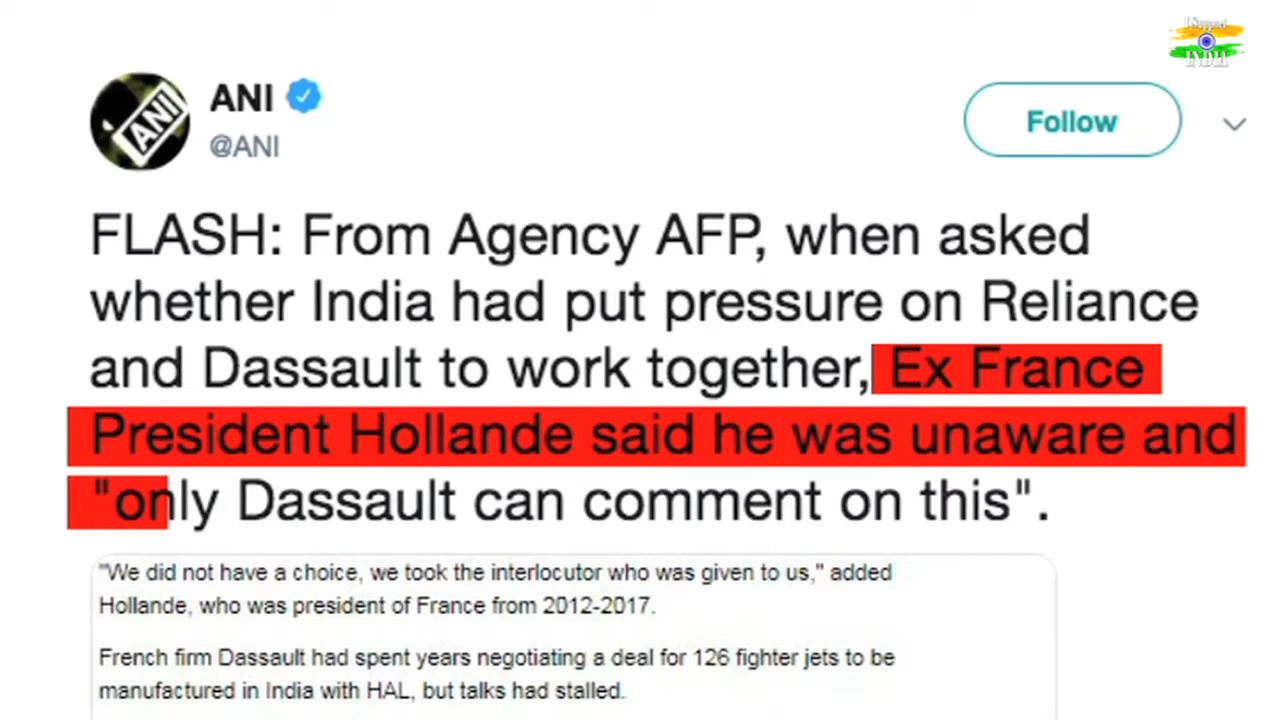 I Support
INDIA
ANI
ANI
@ANI
Follow
FLASH: From Agency AFP, when asked
whether India had put pressure on Reliance
and Dassault to work together, Ex France
President Hollande said he was unaware and
"only Dassault can comment on this".
"We did not have a choice, we took the interlocutor who was given to us," added
Hollande, who was president of France from 2012-2017.
French firm Dassault had spent years negotiating a deal for 126 fighter jets to be
manufactured in India with HAL, but talks had stalled.